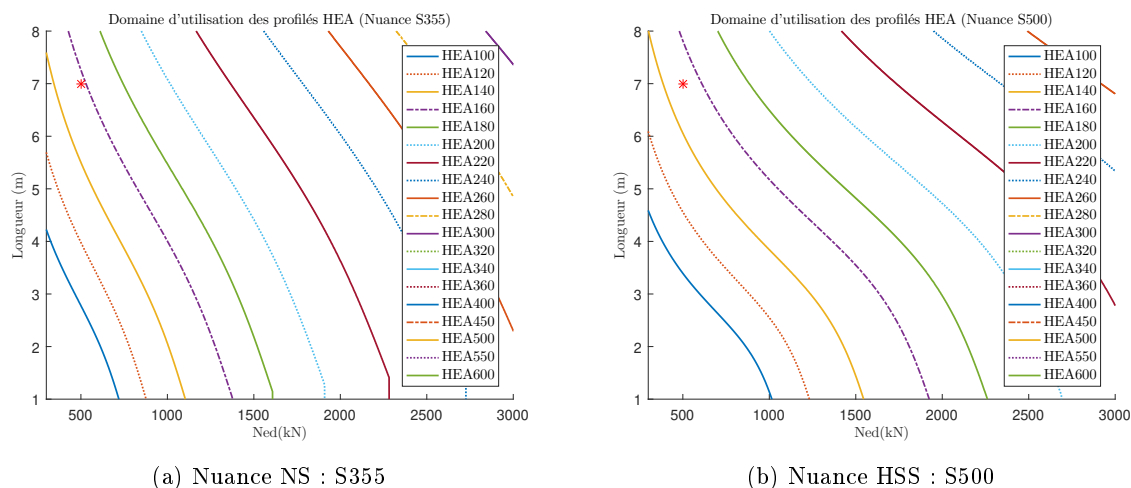 Domaine d'utilisation des profilés HEA (Nuance S355)
8
7
6
5
4
3
2
1
Longueur (m)
500
1000
1500
2000
2500
3000
Ned(kN)
HEA100
HEA120
HEA140
HEA160
HEA180
HEA200
HEA220
HEA240
HEA260
HEA280
HEA300
HEA320
HEA340
HEA360
HEA400
HEA450
HEA500
HEA550
HEA600
(a) Nuance NS : S355
Domaine d'utilisation des profilés HEA (Nuance S500)
8
7
6
5
4
3
2
1
Longueur (m)
500
1000
1500
2000
2500
3000
Ned(kN)
HEA100
HEA120
HEA140
HEA160
HEA180
HEA200
HEA220
HEA240
HEA260
HEA280
HEA300
HEA320
HEA340
HEA360
HEA400
HEA450
HEA500
HEA550
HEA600
(b) Nuance HSS : S500